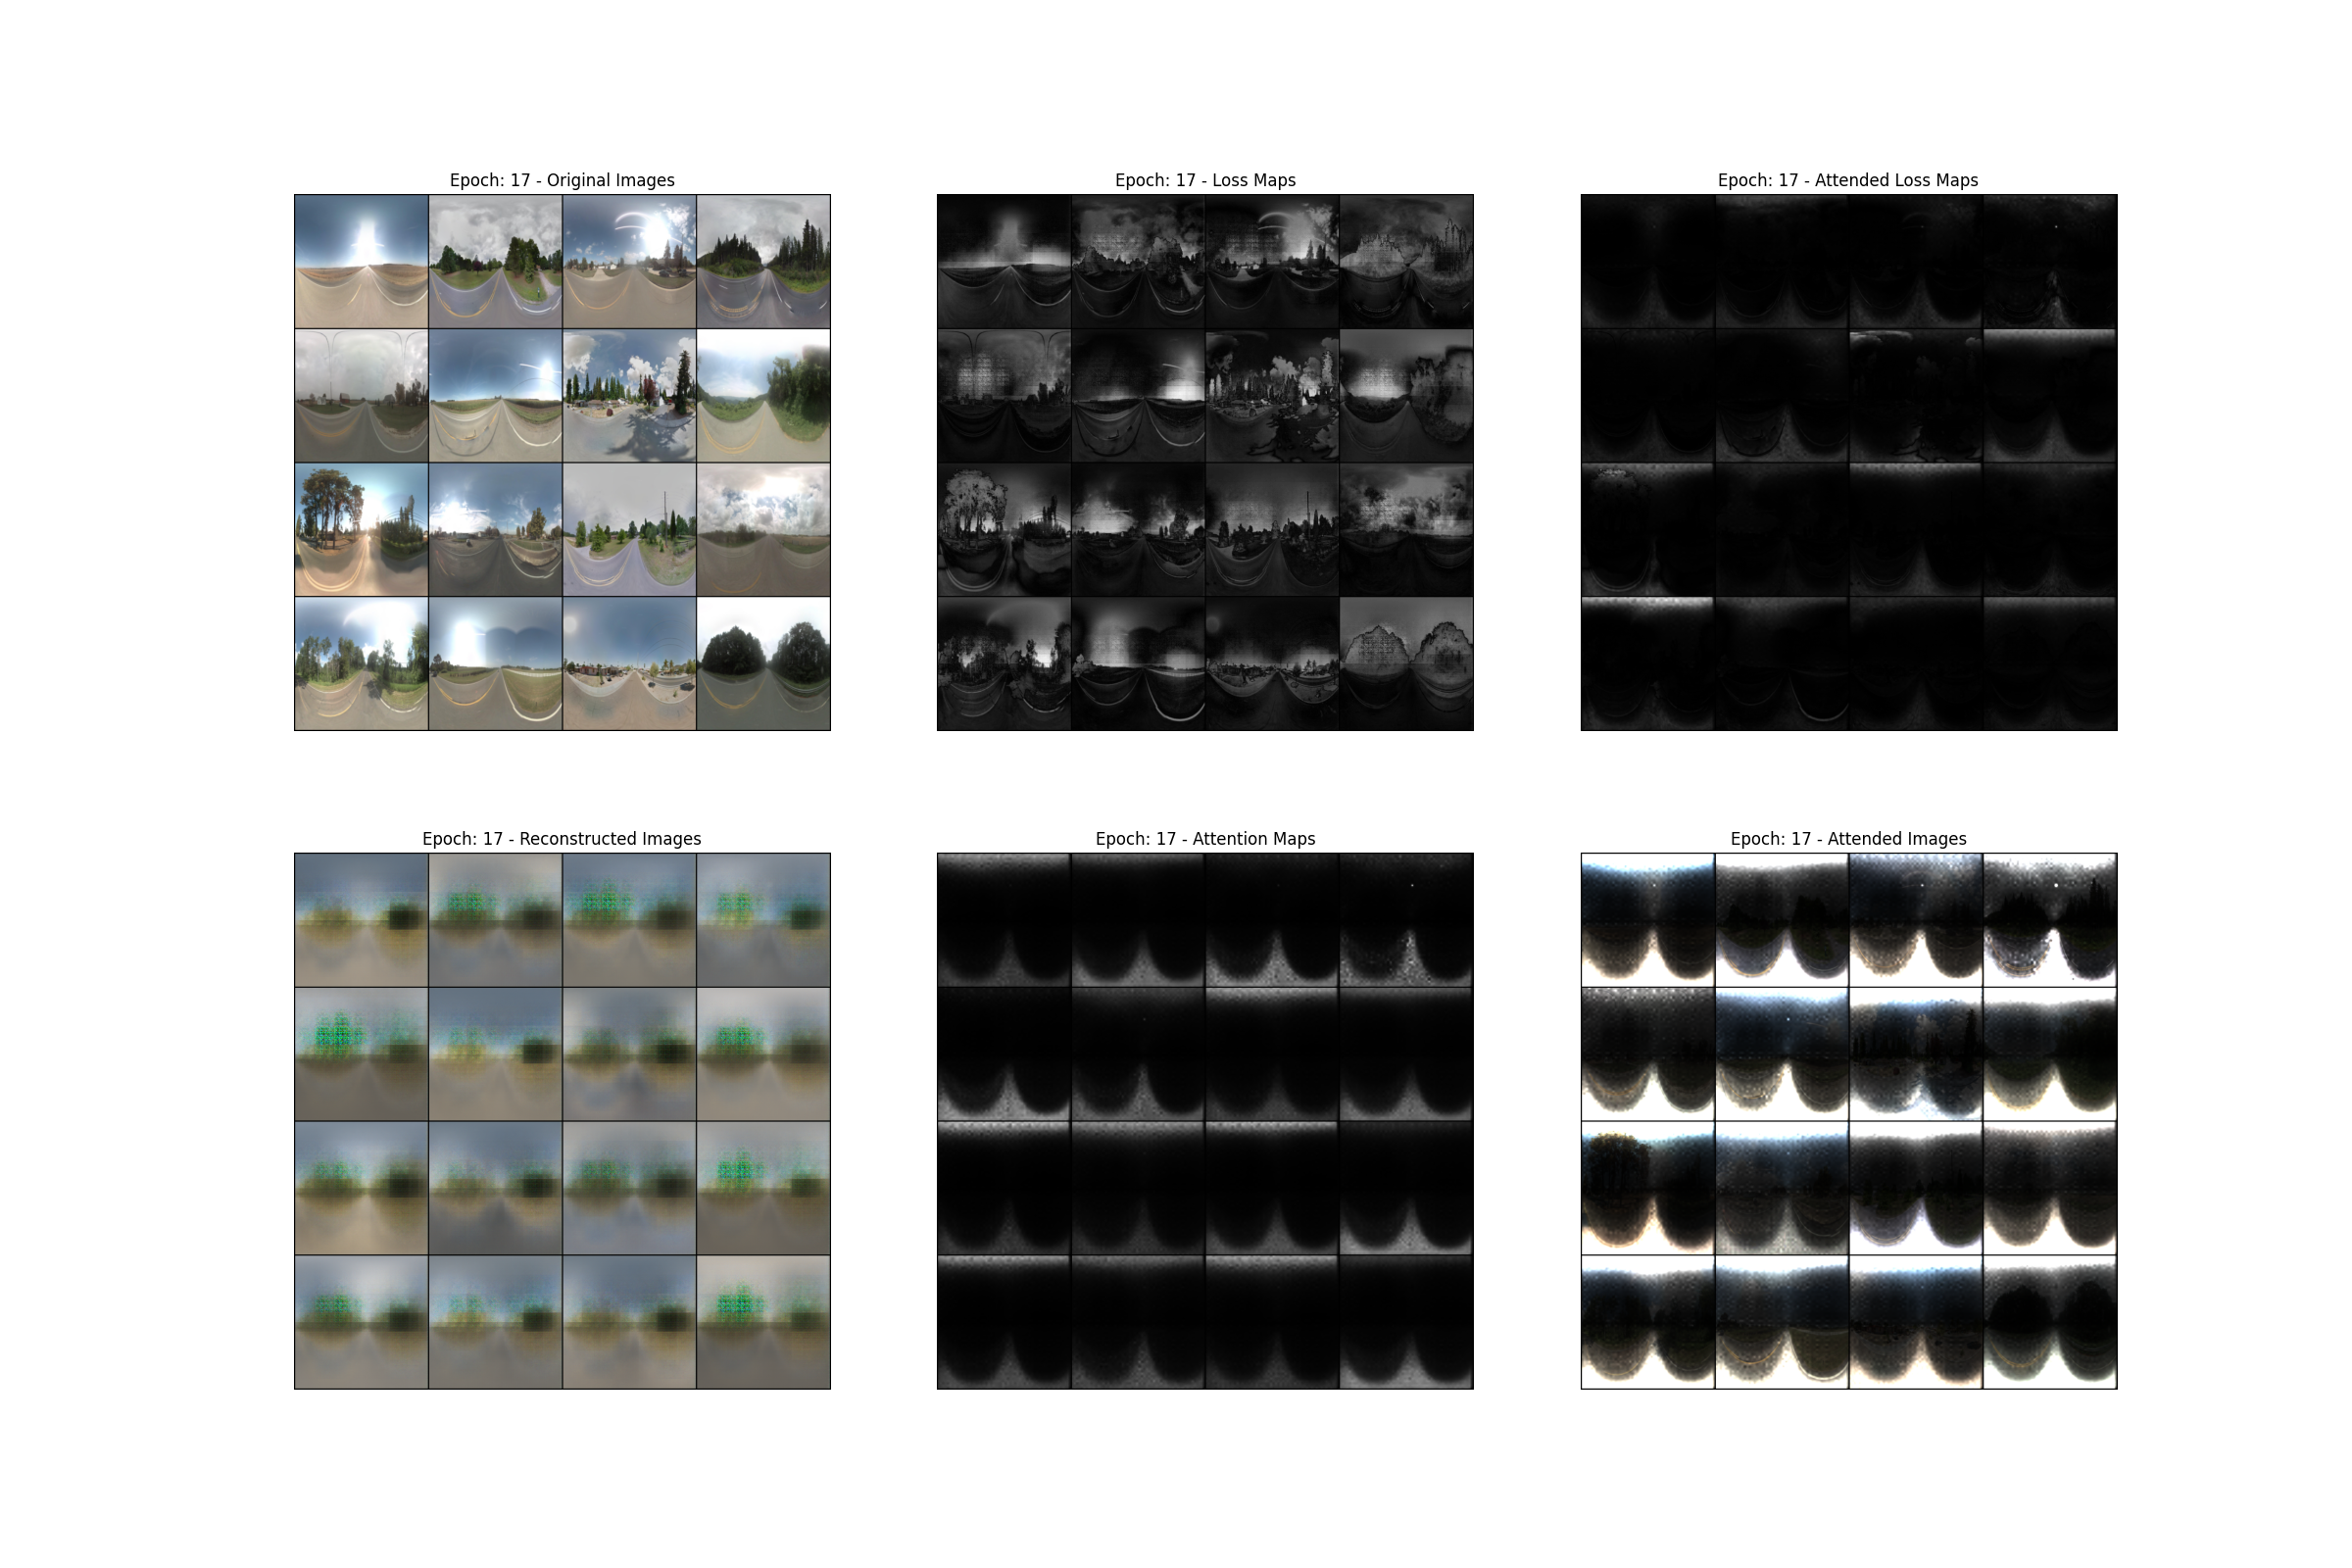 Epoch: 17 - Original Images
Epoch: 17 - Loss Maps
Epoch: 17 - Attended Loss Maps
Epoch: 17 - Reconstructed Images
Epoch: 17 - Attention Maps
Epoch: 17 - Attended Images